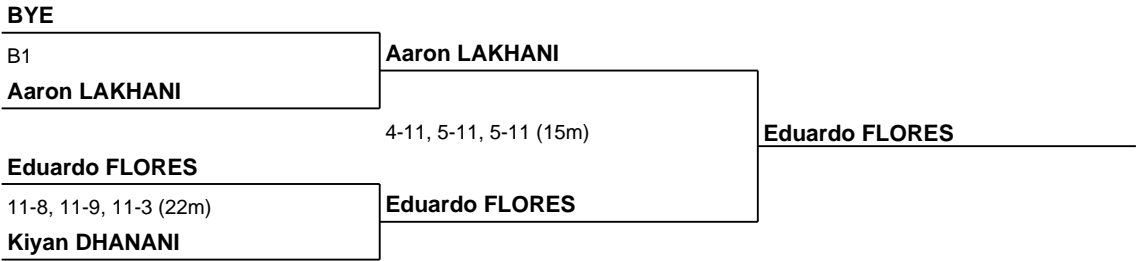 BYE
B1
Aaron LAKHANI
Aaron LAKHANI
4-11, 5-11, 5-11 (15m)
Eduardo FLORES
Eduardo FLORES
11-8, 11-9, 11-3 (22m)
Eduardo FLORES
Kiyan DHANANI